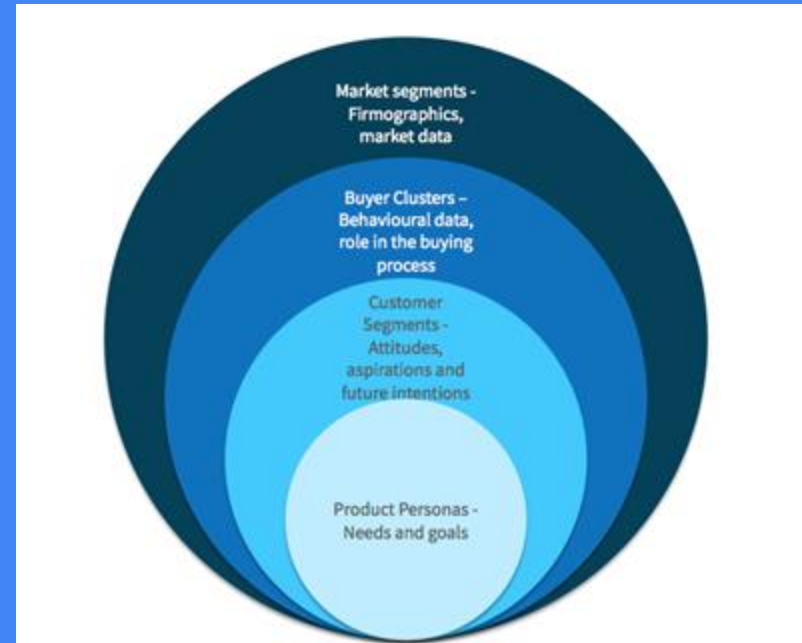 Market segments -
Firmographics,
market data
Buyer Clusters –
Behavioural data,
role in the buying
process
Customer
Segments -
Attitudes,
aspirations and
future intentions
Product Personas -
Needs and goals